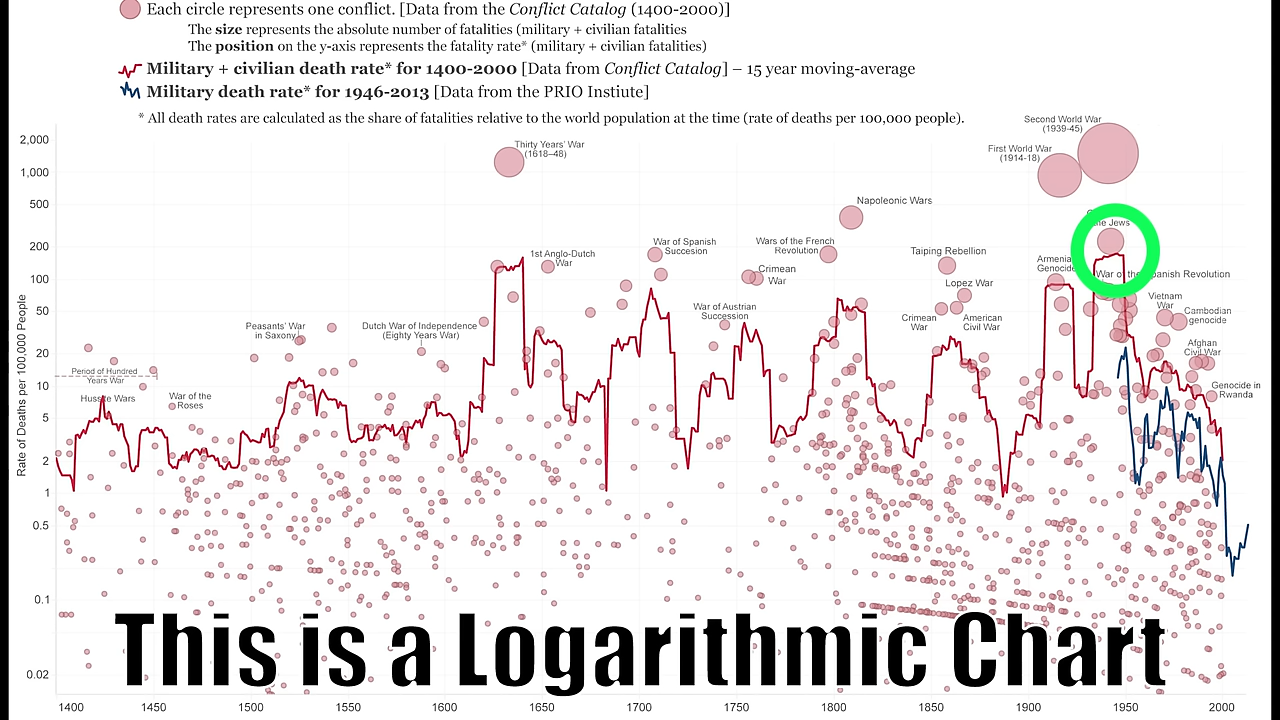 Each circle represents one conflict. [Data from the Conflict Catalog (1400-2000)]
The size represents the absolute number of fatalities (military + civilian fatalities
The position on the y-axis represents the fatality rate* (military + civilian fatalities)
Military + civilian death rate* for 1400-2000 [Data from Conflict Catalog] – 15 year moving-average
Military death rate* for 1946-2013 [Data from the PRIO Instiute]
* All death rates are calculated as the share of fatalities relative to the world population at the time (rate of deaths per 100,000 people).
Rate of Deaths per 100,000 People
2,000
1,000
500
200
100
50
20
10
5
2
1
0.5
0.1
0.02
Second World War
(1939-45)
First World War
(1914-18)
Thirty Years' War
(1618–48)
Napoleonic Wars
the Jews
1st Anglo-Dutch
War
War of Spanish
Succesion
Wars of the French
Revolution
Taiping Rebellion
Crimean
War
Armenian
Genocide
War of the Spanish Revolution
Lopez War
Vietnam
War
Cambodian
genocide
War of Austrian
Sucession
Crimean
War
American
Civil War
Peasants' War
in Saxony
Dutch War of Independence
(Eighty Years War)
Afghan
Civil War
Period of Hundred
Years War
Hussite Wars
War of the
Roses
Genocide in
Rwanda
This is a Logarithmic Chart
1400
1450
1500
1550
1600
1650
1700
1750
1800
1850
1900
1950
2000